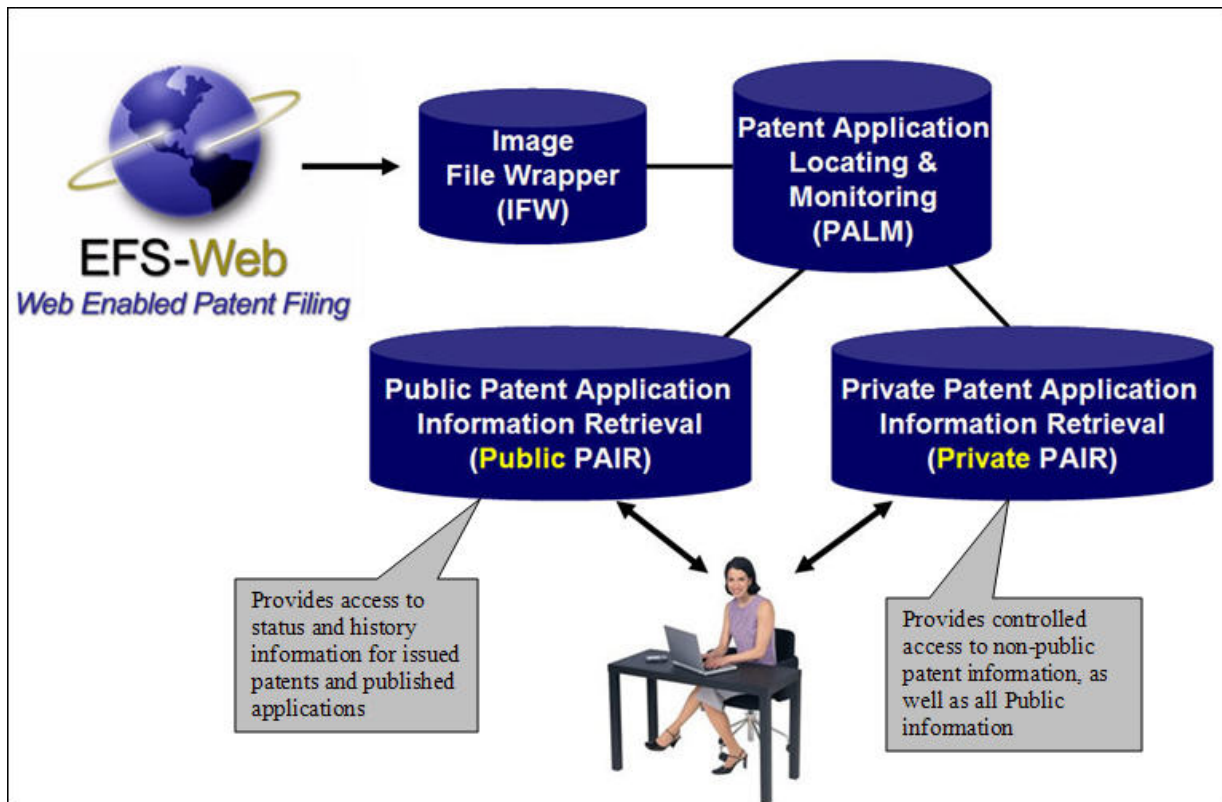 EFS-Web
Web Enabled Patent Filing
Image
File Wrapper
(IFW)
Patent Application
Locating &
Monitoring
(PALM)
Public Patent Application
Information Retrieval
(Public PAIR)
Private Patent Application
Information Retrieval
(Private PAIR)
Provides access to
status and history
information for issued
patents and published
applications
Provides controlled
access to non-public
patent information, as
well as all Public
information